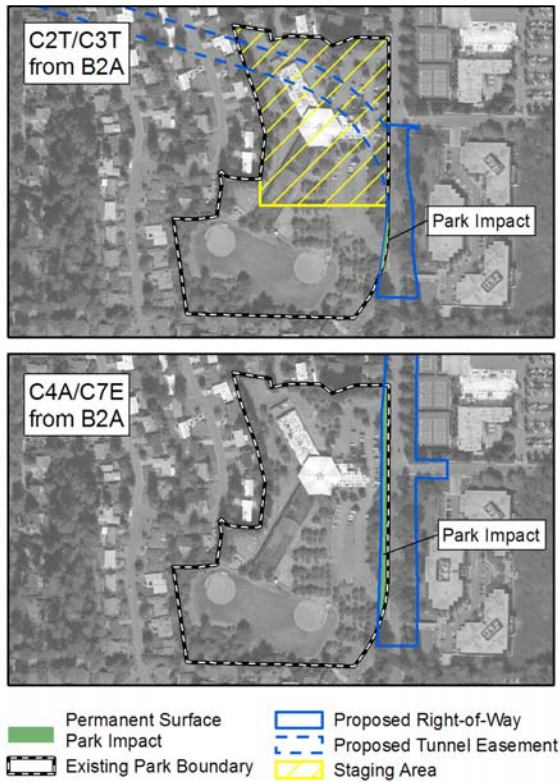 C2T/C3T
from B2A
Park Impact
C4A/C7E
from B2A
Park Impact
Permanent Surface
Park Impact
Existing Park Boundary
Proposed Right-of-Way
Proposed Tunnel Easement
Staging Area